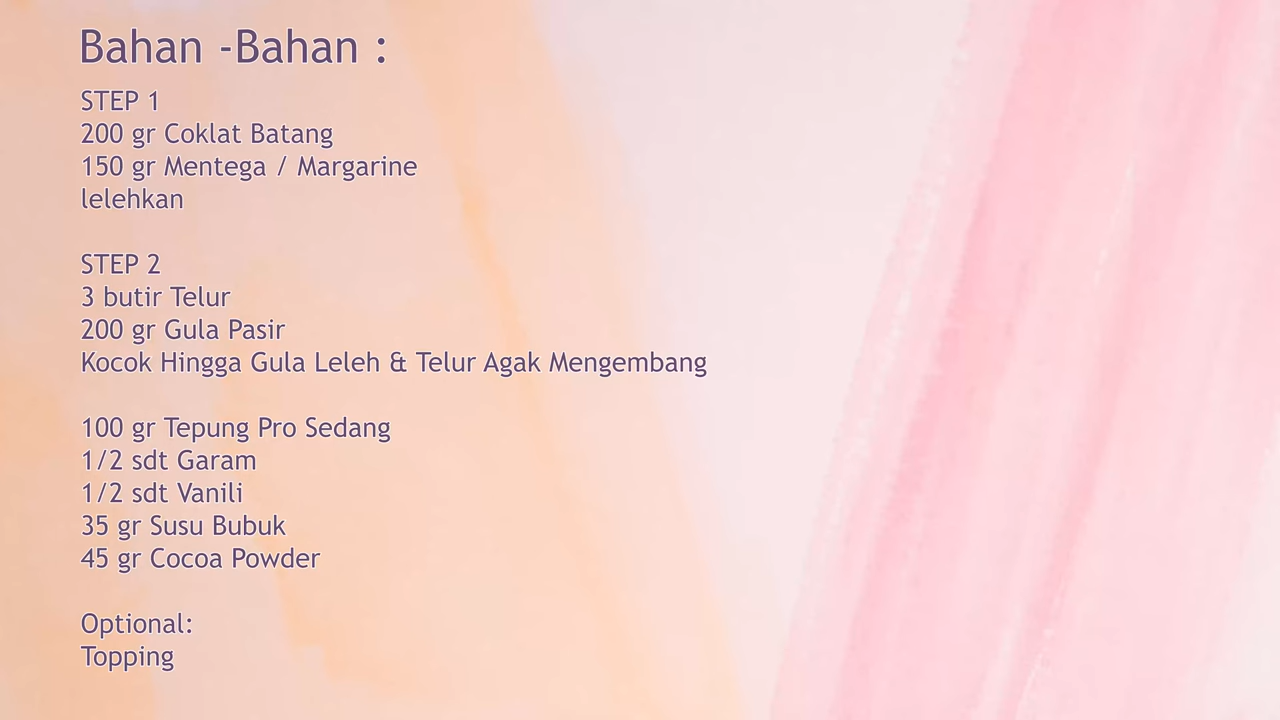 Bahan -Bahan :
STEP 1
200 gr Coklat Batang
150 gr Mentega / Margarine
lelehkan
STEP 2
3 butir Telur
200 gr Gula Pasir
Kocok Hingga Gula Leleh & Telur Agak Mengembang
100 gr Tepung Pro Sedang
1/2 sdt Garam
1/2 sdt Vanili
35 gr Susu Bubuk
45 gr Cocoa Powder
Optional:
Topping